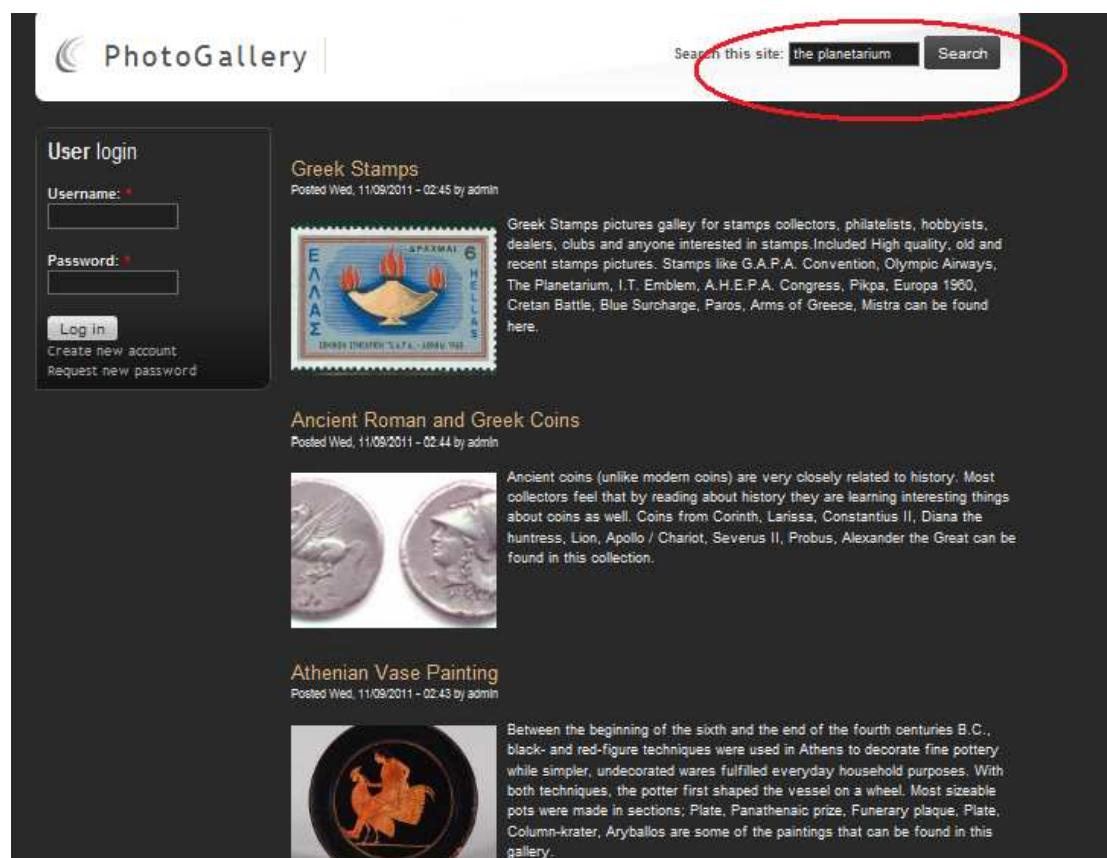 PhotoGallery
Search this site: the planetarium Search
User login
Username: *
Password: *
Log in
Create new account
Request new password
Greek Stamps
Posted Wed, 11/09/2011 - 02:45 by admin
ΔΡΑΧΜΑΙ 6
ΕΛΛΑΣ
HELLAS
Greek Stamps pictures galley for stamps collectors, philatelists, hobbyists,
dealers, clubs and anyone interested in stamps.Included High quality, old and
recent stamps pictures. Stamps like G.A.P.A. Convention, Olympic Airways,
The Planetarium, I.T. Emblem, A.H.E.P.A. Congress, Pikpa, Europa 1960,
Cretan Battle, Blue Surcharge, Paros, Arms of Greece, Mistra can be found
here.
Ancient Roman and Greek Coins
Posted Wed, 11/09/2011 - 02:44 by admin
Ancient coins (unlike modern coins) are very closely related to history. Most
collectors feel that by reading about history they are learning interesting things
about coins as well. Coins from Corinth, Larissa, Constantius II, Diana the
huntress, Lion, Apollo / Chariot, Severus II, Probus, Alexander the Great can be
found in this collection.
Athenian Vase Painting
Posted Wed, 11/09/2011 - 02:43 by admin
Between the beginning of the sixth and the end of the fourth centuries B.C.,
black- and red-figure techniques were used in Athens to decorate fine pottery
while simpler, undecorated wares fulfilled everyday household purposes. With
both techniques, the potter first shaped the vessel on a wheel. Most sizeable
pots were made in sections; Plate, Panathenaic prize, Funerary plaque, Plate,
Column-krater, Aryballos are some of the paintings that can be found in this
gallery.